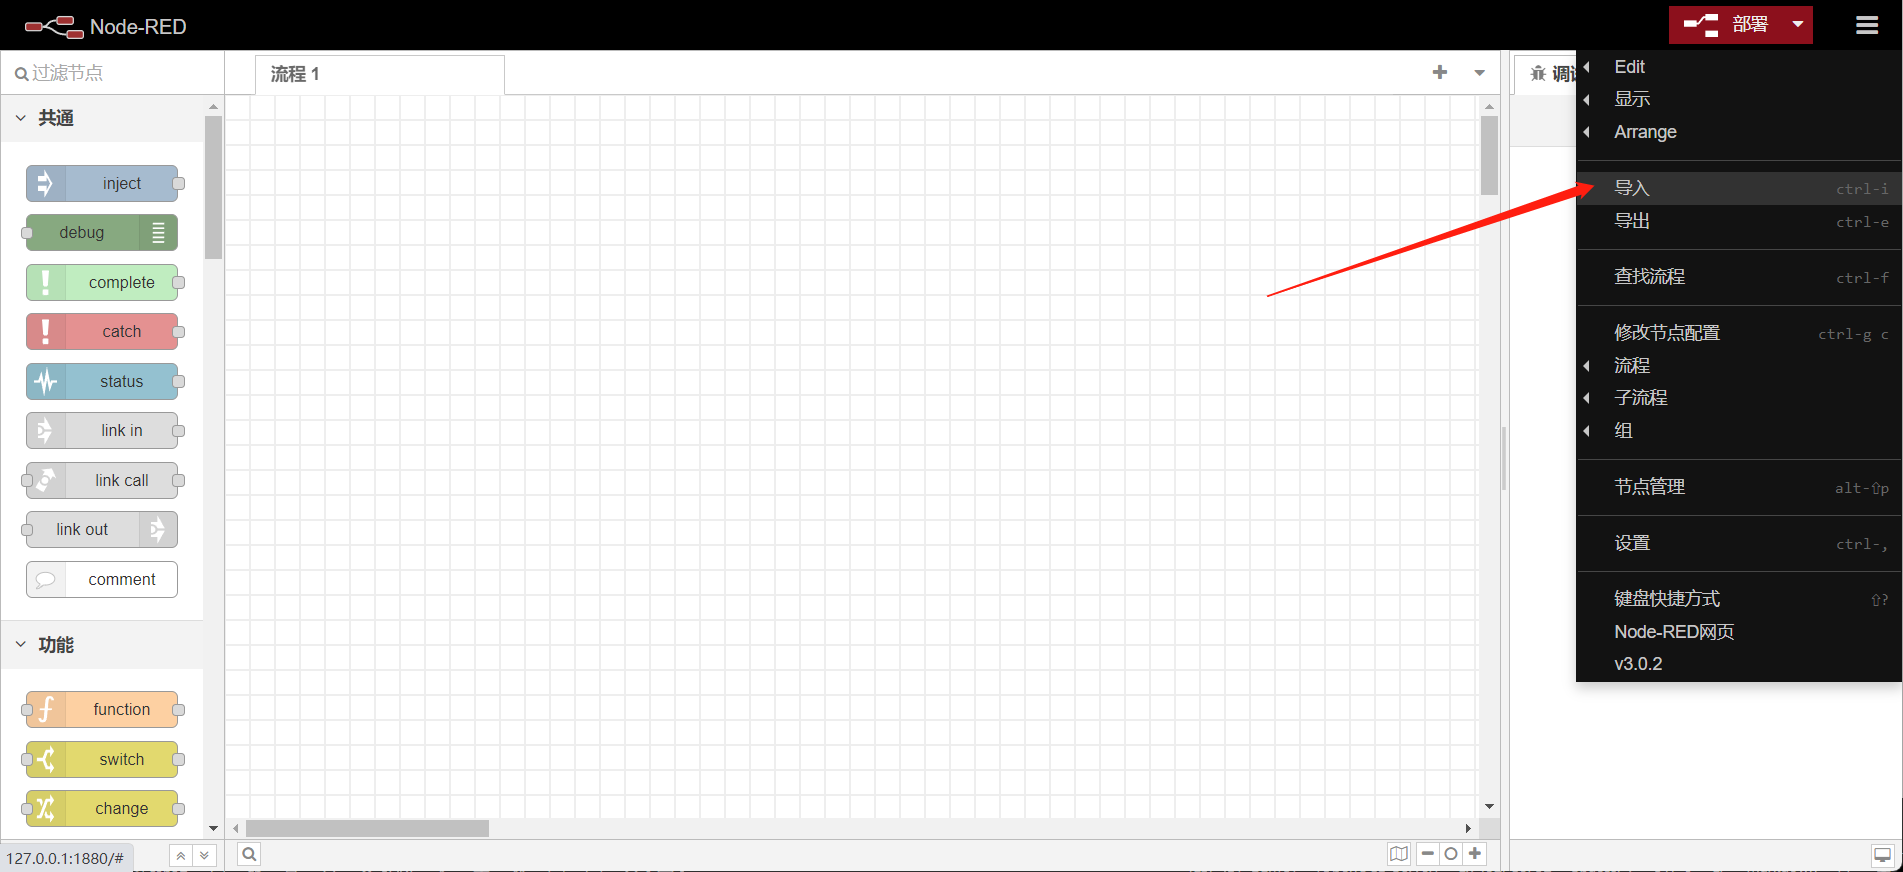 Node-RED
部署
过滤节点
流程 1
共通
inject
debug
complete
catch
status
link in
link call
link out
comment
功能
function
switch
change
127.0.0.1:1880/#
Edit
显示
Arrange
导入 ctrl-i
导出 ctrl-e
查找流程 ctrl-f
修改节点配置 ctrl-g c
流程
子流程
组
节点管理 alt-⇧p
设置 ctrl-,
键盘快捷方式 ⇧?
Node-RED网页
v3.0.2